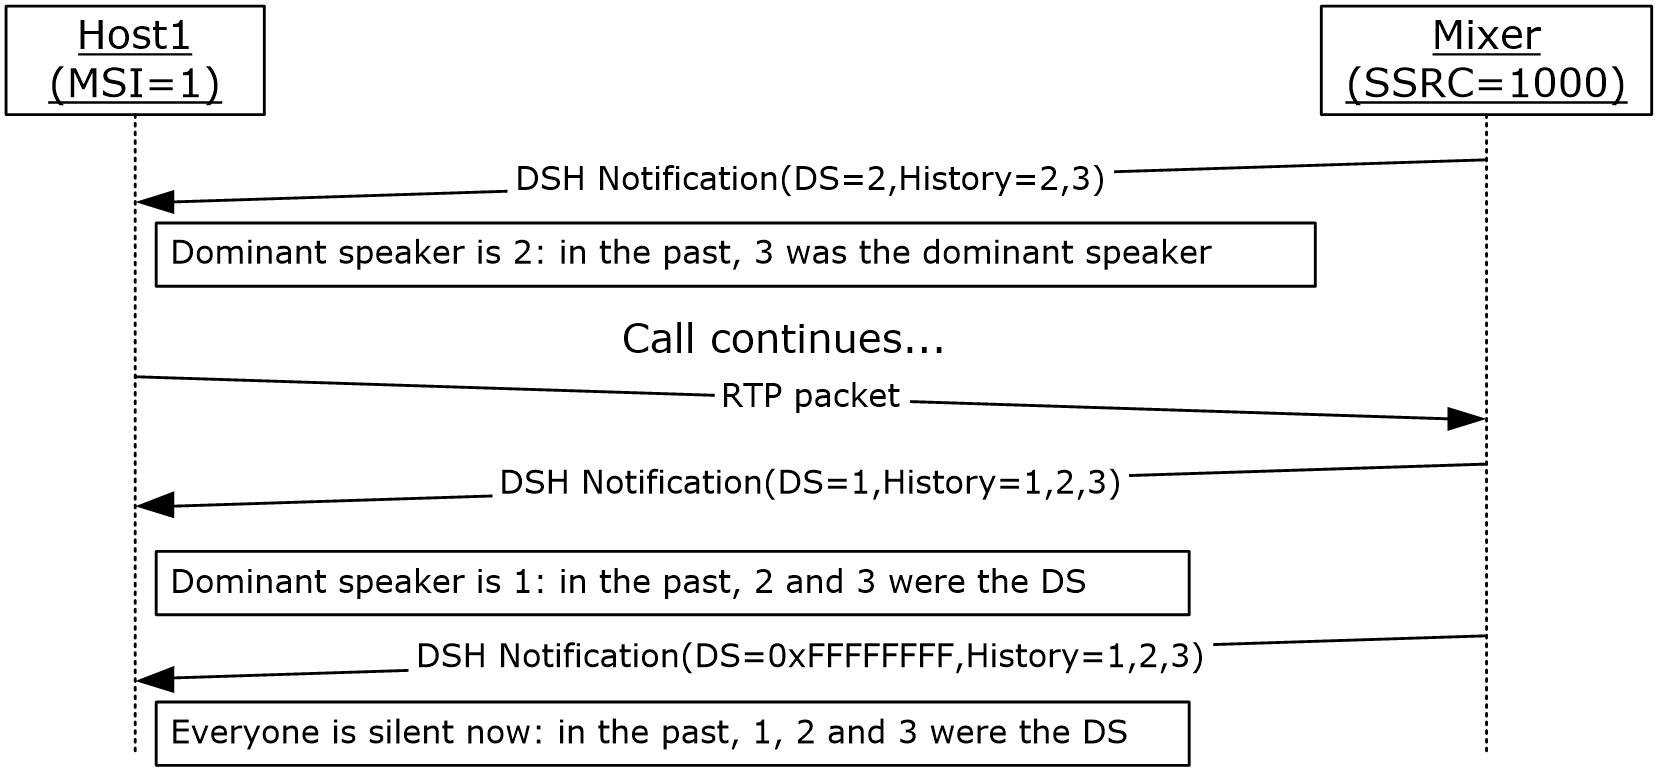 Host1
(MSI=1)
Mixer
(SSRC=1000)
DSH Notification(DS=2,History=2,3)
Dominant speaker is 2: in the past, 3 was the dominant speaker
Call continues...
RTP packet
DSH Notification(DS=1,History=1,2,3)
Dominant speaker is 1: in the past, 2 and 3 were the DS
DSH Notification(DS=0xFFFFFFFF,History=1,2,3)
Everyone is silent now: in the past, 1, 2 and 3 were the DS